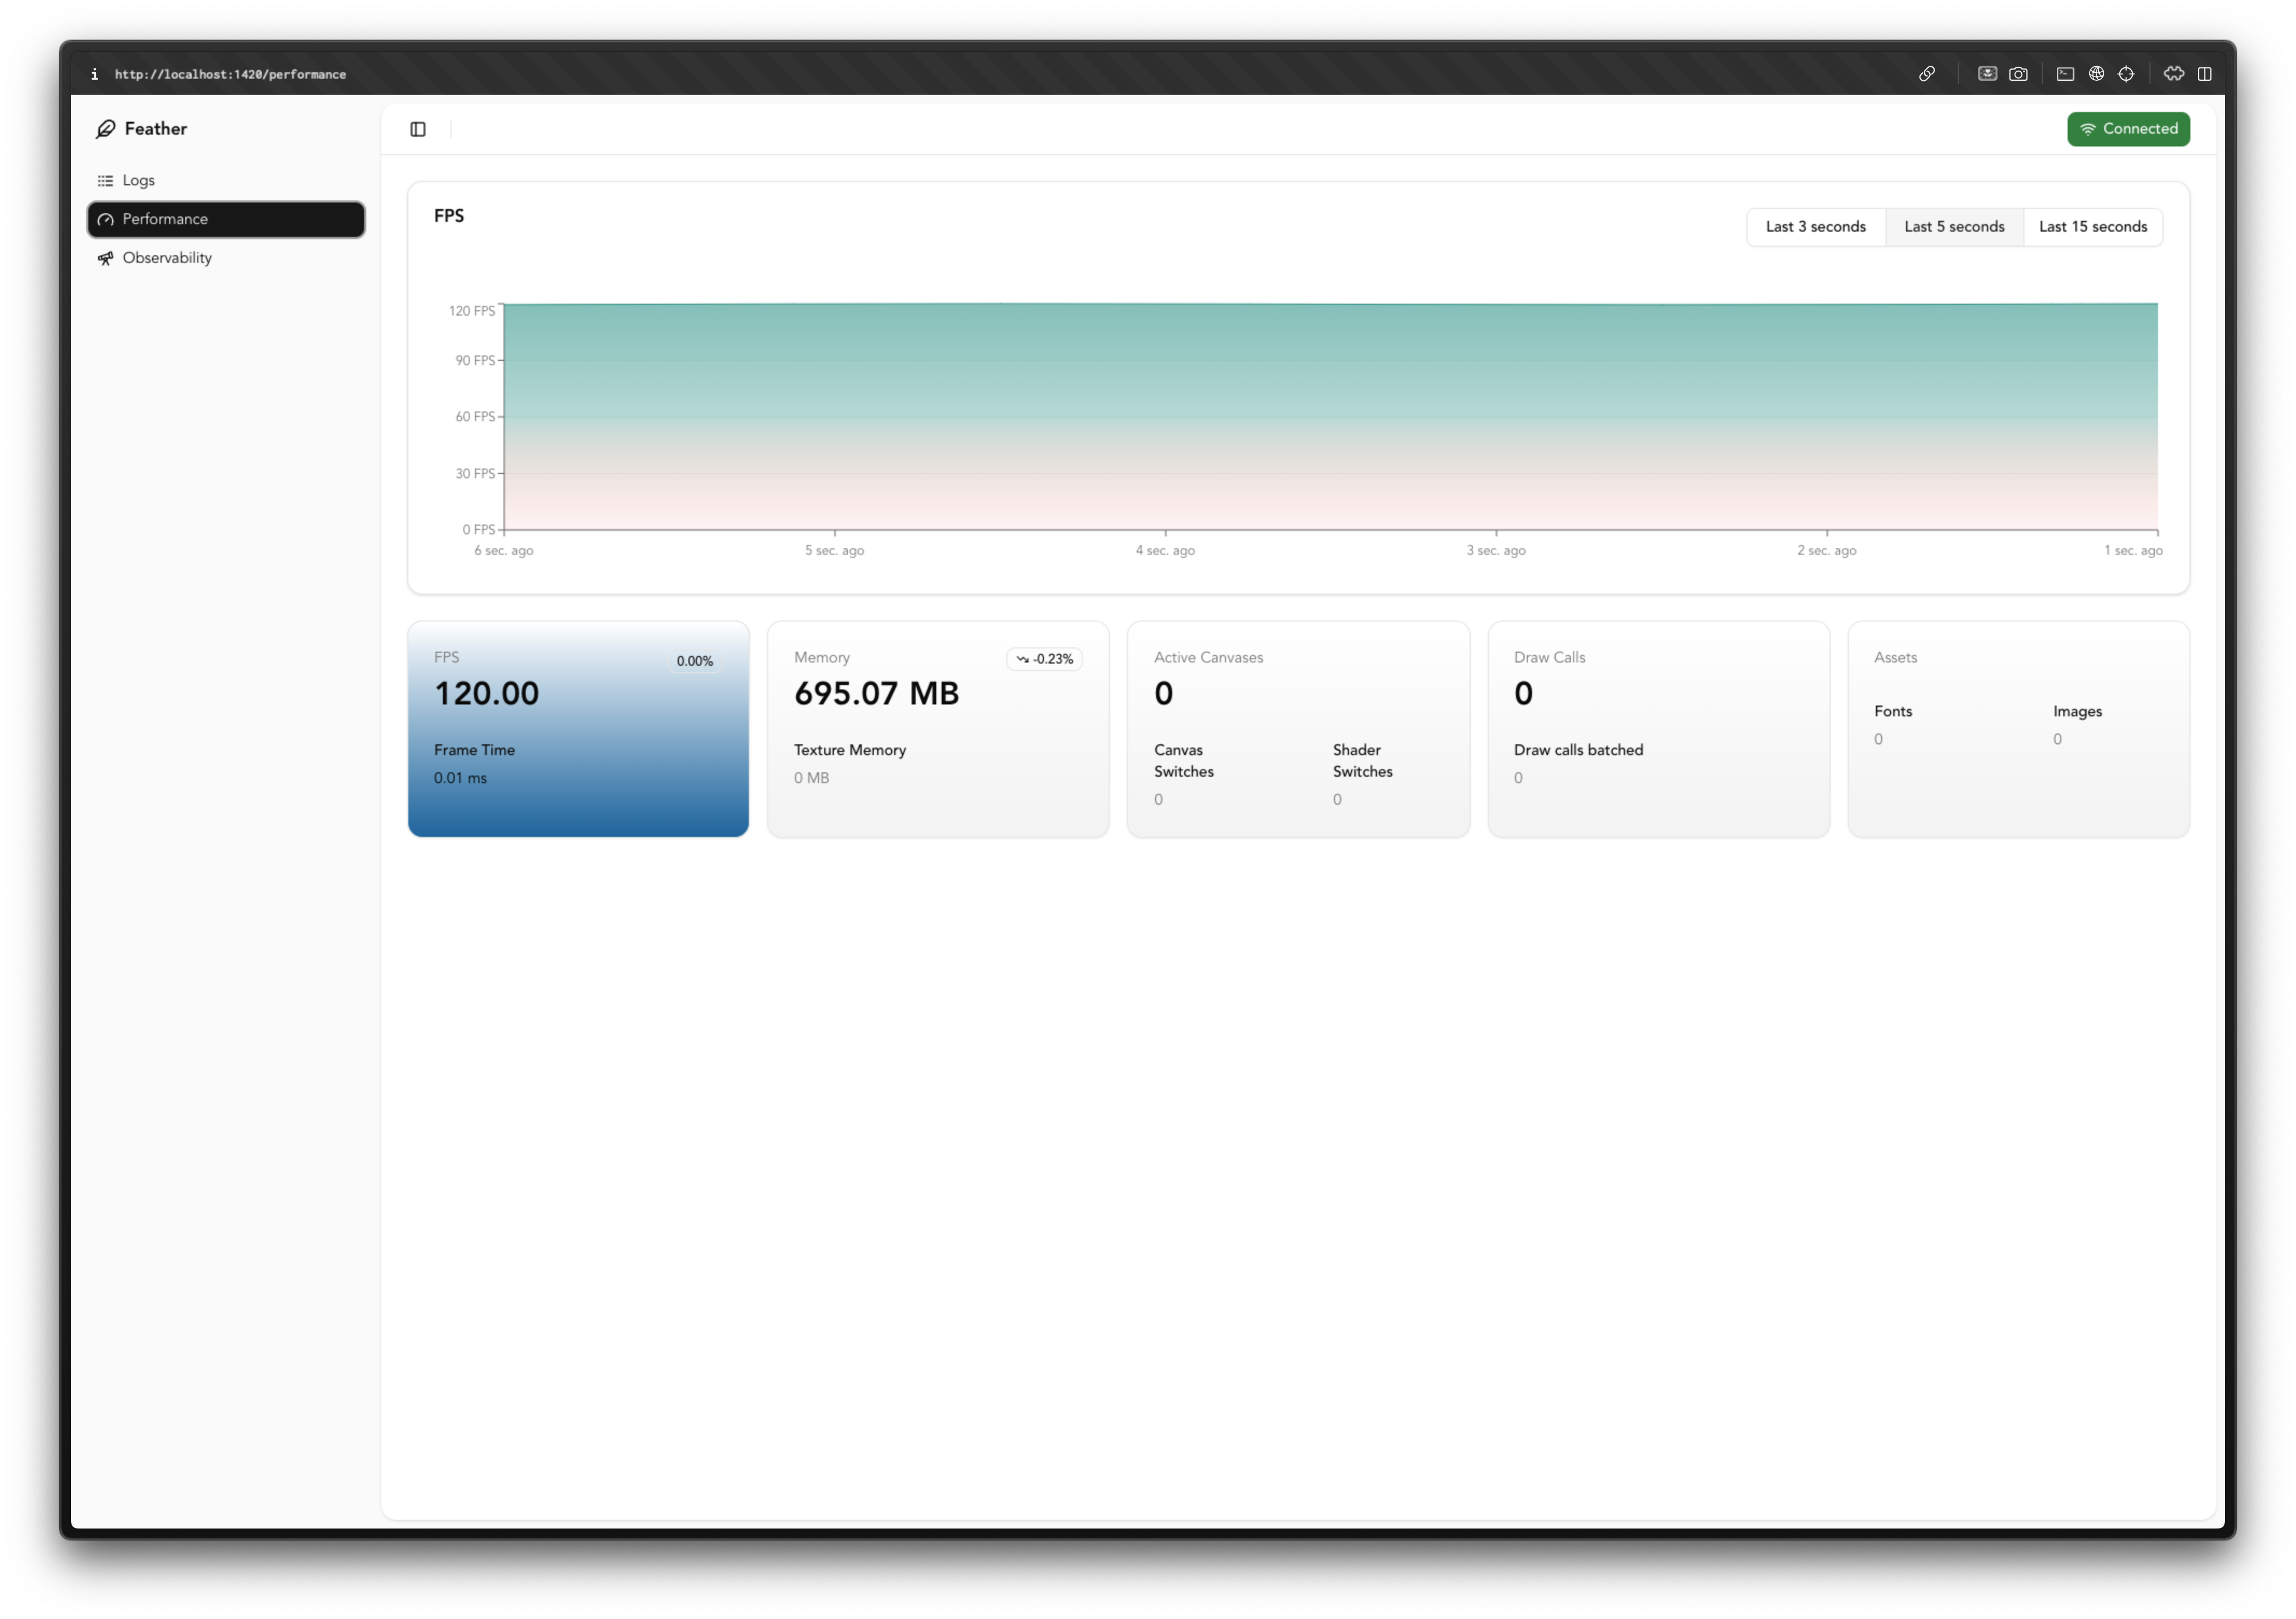 i http://localhost:1420/performance
Feather
Connected
Logs
Performance
Observability
FPS
Last 3 seconds
Last 5 seconds
Last 15 seconds
120 FPS
90 FPS
60 FPS
30 FPS
0 FPS
6 sec. ago
5 sec. ago
4 sec. ago
3 sec. ago
2 sec. ago
1 sec. ago
FPS
0.00%
120.00
Frame Time
0.01 ms
Memory
-0.23%
695.07 MB
Texture Memory
0 MB
Active Canvases
0
Canvas
Switches
0
Shader
Switches
0
Draw Calls
0
Draw calls batched
0
Assets
Fonts
0
Images
0